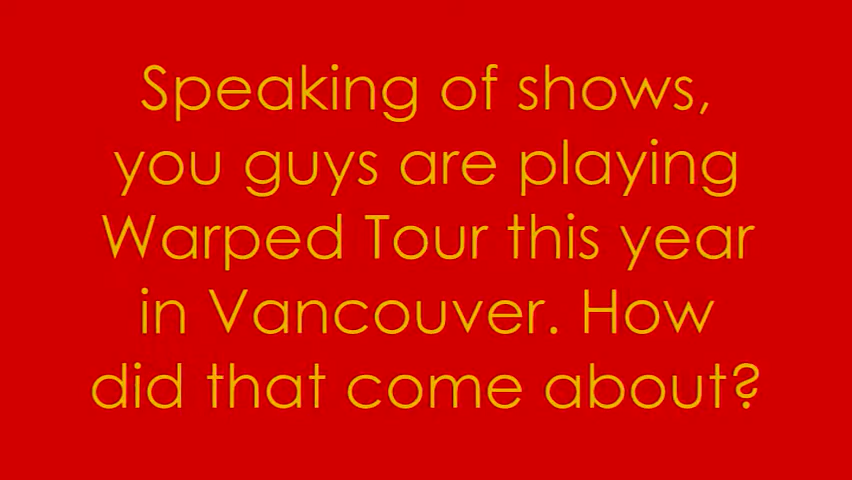 Speaking of shows,
you guys are playing
Warped Tour this year
in Vancouver. How
did that come about?